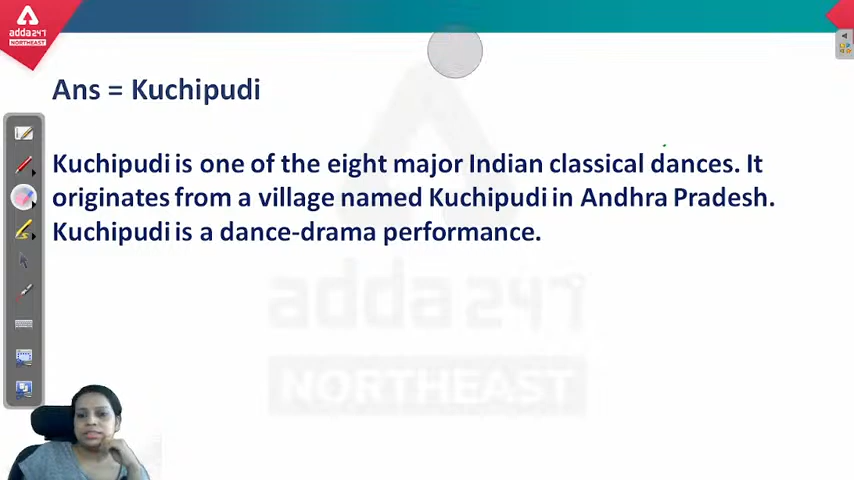 adda247
NORTHEAST
Ans = Kuchipudi
Kuchipudi is one of the eight major Indian classical dances. It
originates from a village named Kuchipudi in Andhra Pradesh.
Kuchipudi is a dance-drama performance.
adda247
NORTHEAST